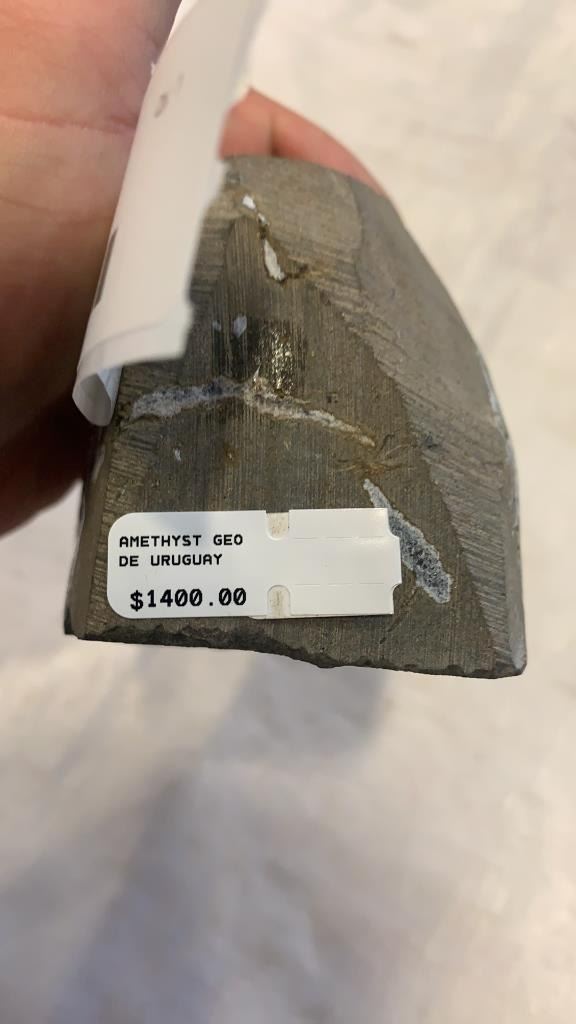 AMETHYST GEO
DE URUGUAY
$1400.00